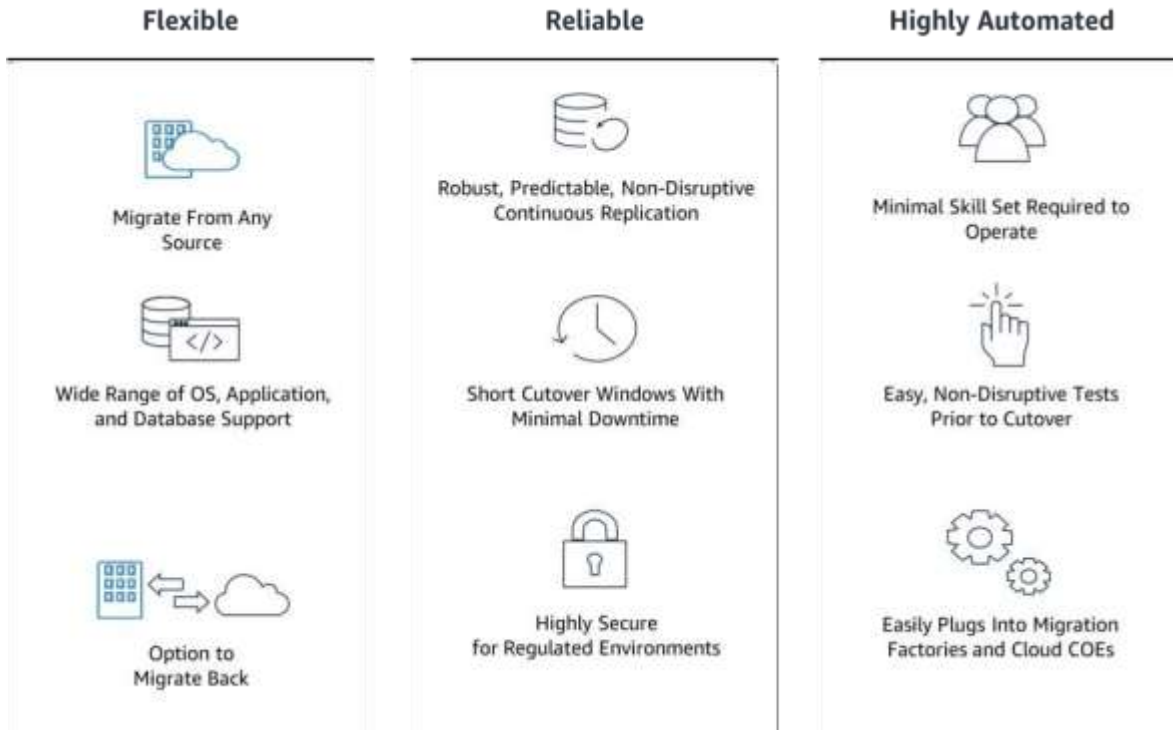 Flexible
Migrate From Any
Source
Wide Range of OS, Application,
and Database Support
Option to
Migrate Back
Reliable
Robust, Predictable, Non-Disruptive
Continuous Replication
Short Cutover Windows With
Minimal Downtime
Highly Secure
for Regulated Environments
Highly Automated
Minimal Skill Set Required to
Operate
Easy, Non-Disruptive Tests
Prior to Cutover
Easily Plugs Into Migration
Factories and Cloud COEs